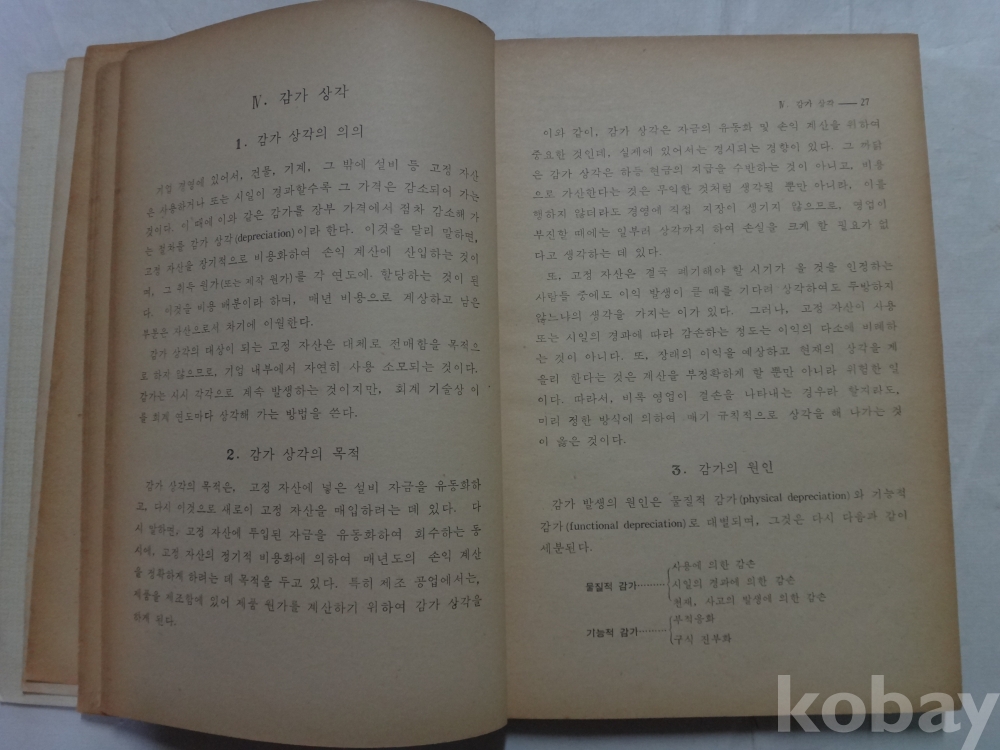 Ⅳ. 감가 상각
1. 감가 상각의 의의
기업 경영에 있어서, 건물, 기계, 그 밖에 설비 등 고정 자산
은 사용하거나 또는 시일이 경과할수록 그 가격은 감소되어 가는
것이다. 이 때에 이와 같은 감가를 장부 가격에서 점차 감소해 가
는 절차를 감가 상각(depreciation)이라 한다. 이것을 달리 말하면,
고정 자산을 장기적으로 비용화하여 손익 계산에 산입하는 것이
며, 그 취득 원가(또는 제작 원가)를 각 연도에 할당하는 것이 된
다. 이것을 비용 배분이라 하며, 매년 비용으로 계상하고 남은
부분은 자산으로서 차기에 이월한다.
감가 상각의 대상이 되는 고정 자산은 대체로 전매함을 목적으
로 하지 않으므로, 기업 내부에서 자연히 사용 소모되는 것이다.
감가는 시시 각각으로 계속 발생하는 것이지만, 회계 기술상 이
를 회계 연도마다 상각해 가는 방법을 쓴다.
2. 감가 상각의 목적
감가 상각의 목적은, 고정 자산에 넣은 설비 자금을 유동화하
고, 다시 이것으로 새로이 고정 자산을 매입하려는 데 있다. 다
시 말하면, 고정 자산에 투입된 자금을 유동화하여 회수하는 동
시에, 고정 자산의 정기적 비용화에 의하여 매년도의 손익 계산
을 정확하게 하려는 데 목적을 두고 있다. 특히 제조 공업에서는,
제품을 제조함에 있어 제품 원가를 계산하기 위하여 감가 상각을
하게 된다.
Ⅳ. 감가 상각 — 27
이와 같이, 감가 상각은 자금의 유동화 및 손익 계산을 위하여
중요한 것인데, 실제에 있어서는 경시되는 경향이 있다. 그 까닭
은 감가 상각은 하등 현금의 지급을 수반하는 것이 아니고, 비용
으로 가산한다는 것은 무익한 것처럼 생각될 뿐만 아니라, 이를
행하지 않더라도 경영에 직접 지장이 생기지 않으므로, 영업이
부진할 때에는 일부러 상각까지 하여 손실을 크게 할 필요가 없
다고 생각하는 데 있다.
또, 고정 자산은 결국 폐기해야 할 시기가 올 것을 인정하는
사람들 중에도 이익 발생이 클 때를 기다려 상각하여도 무방하지
않느냐의 생각을 가지는 이가 있다. 그러나, 고정 자산이 사용
또는 시일의 경과에 따라 감손하는 정도는 이익의 다소에 비례하
는 것이 아니다. 또, 장래의 이익을 예상하고 현재의 상각을 게
을리 한다는 것은 계산을 부정확하게 할 뿐만 아니라 위험한 일
이다. 따라서, 비록 영업이 결손을 나타내는 경우라 할지라도,
미리 정한 방식에 의하여 매기 규칙적으로 상각을 해 나가는 것
이 옳은 것이다.
3. 감가의 원인
감가 발생의 원인은 물질적 감가(physical depreciation)와 기능적
감가(functional depreciation)로 대별되며, 그것은 다시 다음과 같이
세분된다.
사용에 의한 감손
물질적 감가 ……… 시일의 경과에 의한 감손
천재, 사고의 발생에 의한 감손
부적응화
기능적 감가 ………
구식 진부화
kobay